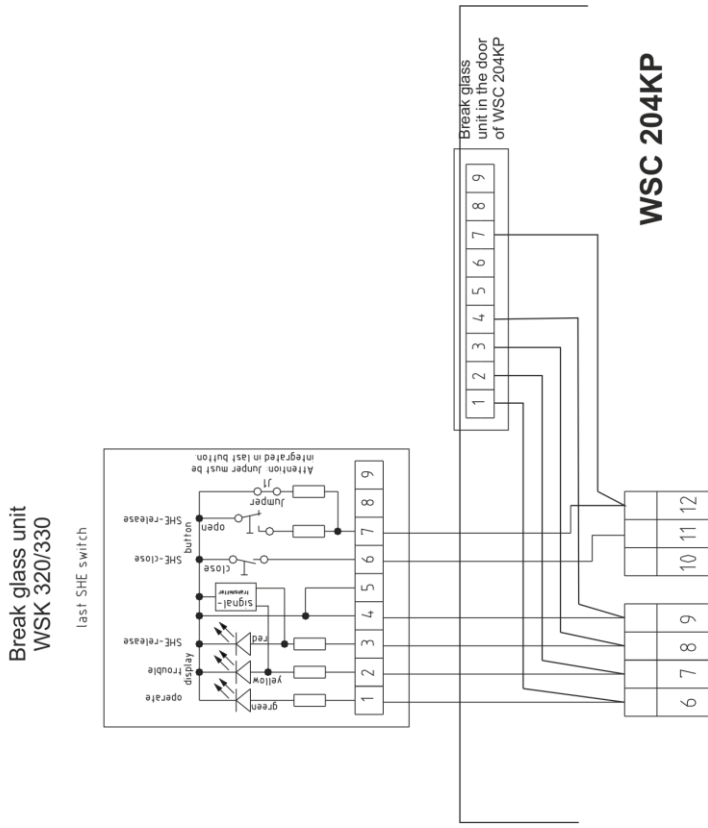 Break glass unit
WSK 320/330
last SHE switch
Attention: Junper must be
integrated in last button.
J1
Jumper
SHE-release
open
button
SHE-close
close
signal-
transmitter
SHE-release
red
trouble
display
yellow
operate
green
1 2 3 4 5 6 7 8 9
Break glass
unit in the door
of WSC 204KP
1 2 3 4 5 6 7 8 9
WSC 204KP
6 7 8 9
10 11 12